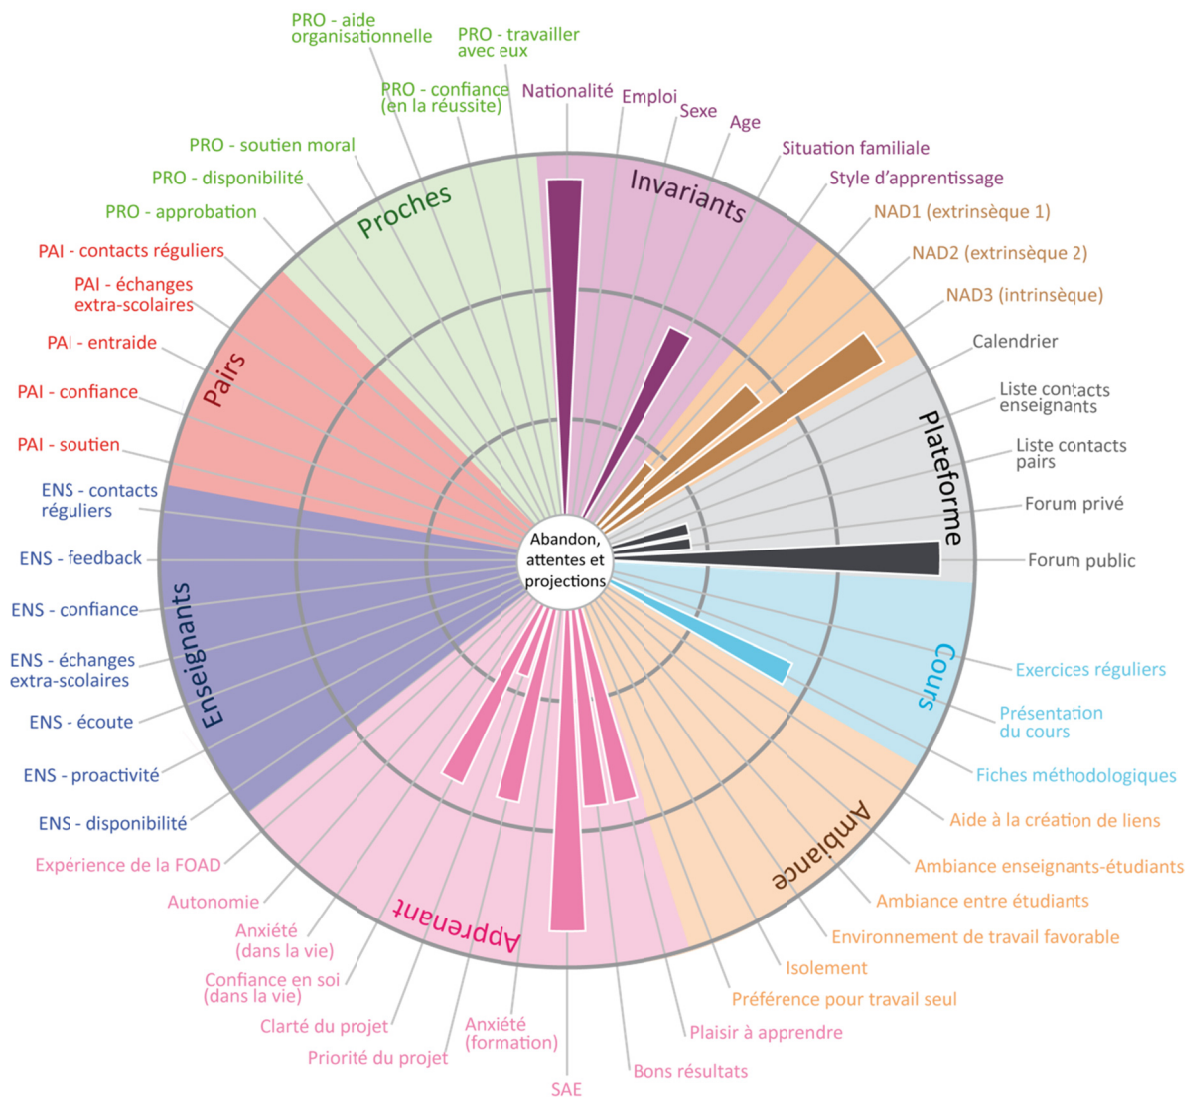 PRO - aide
organisationnelle
PRO - travailler
avec eux
PRO - confiance
(en la réussite)
Nationalité
Emploi
Sexe
Age
Situation familiale
Style d'apprentissage
NAD1 (extrinsèque 1)
NAD2 (extrinsèque 2)
NAD3 (intrinsèque)
Calendrier
Liste contacts
enseignants
Liste contacts
pairs
Forum privé
Forum public
Exercices réguliers
Présentation
du cours
Fiches méthodologiques
Aide à la création de liens
Ambiance enseignants-étudiants
Ambiance entre étudiants
Environnement de travail favorable
Isolement
Préférence pour travail seul
Plaisir à apprendre
Bons résultats
SAE
Anxiété
(formation)
Priorité du projet
Clarté du projet
Confiance en soi
(dans la vie)
Anxiété
(dans la vie)
Autonomie
Expérience de la FOAD
ENS - disponibilité
ENS - proactivité
ENS - écoute
ENS - échanges
extra-scolaires
ENS - confiance
ENS - feedback
ENS - contacts
réguliers
PAI - soutien
PAI - confiance
PAI - entraide
PAI - échanges
extra-scolaires
PAI - contacts réguliers
PRO - approbation
PRO - disponibilité
PRO - soutien moral
Proches
Invariants
Plateforme
Cours
Ambiance
Apprenant
Enseignants
Pairs
Abandon,
attentes et
projections